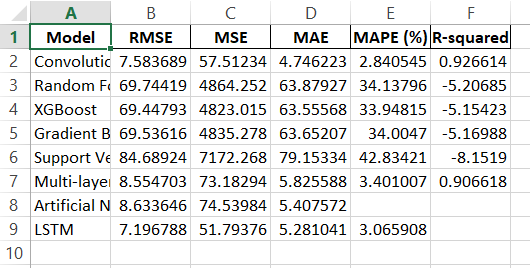 A B C D E F
1 Model RMSE MSE MAE MAPE (%) R-squared
2 Convolutic 7.583689 57.51234 4.746223 2.840545 0.926614
3 Random Fo 69.74419 4864.252 63.87927 34.13796 -5.20685
4 XGBoost 69.44793 4823.015 63.55568 33.94815 -5.15423
5 Gradient B 69.53616 4835.278 63.65207 34.0047 -5.16988
6 Support Ve 84.68924 7172.268 79.15334 42.83421 -8.1519
7 Multi-layer 8.554703 73.18294 5.825588 3.401007 0.906618
8 Artificial N 8.633646 74.53984 5.407572
9 LSTM 7.196788 51.79376 5.281041 3.065908
10